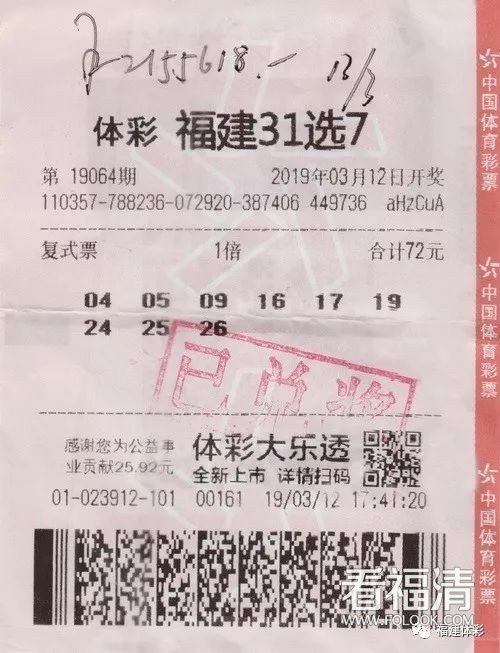 2155618.- 13/3
体彩 福建31选7
第 19064期 2019年03月12日开奖
110357-788236-072920-387406 449736 aHzCuA
复式票 1倍 合计72元
04 05 09 16 17 19
24 25 26
已兑奖
感谢您为公益事
业贡献25.92元
体彩大乐透
全新上市 详情扫码
01-023912-101 00161 19/03/12 17:41:20
中国体育彩票
中国体育彩票
中国体育彩票
看福清
WWW.FQLOOK.COM
福建体彩